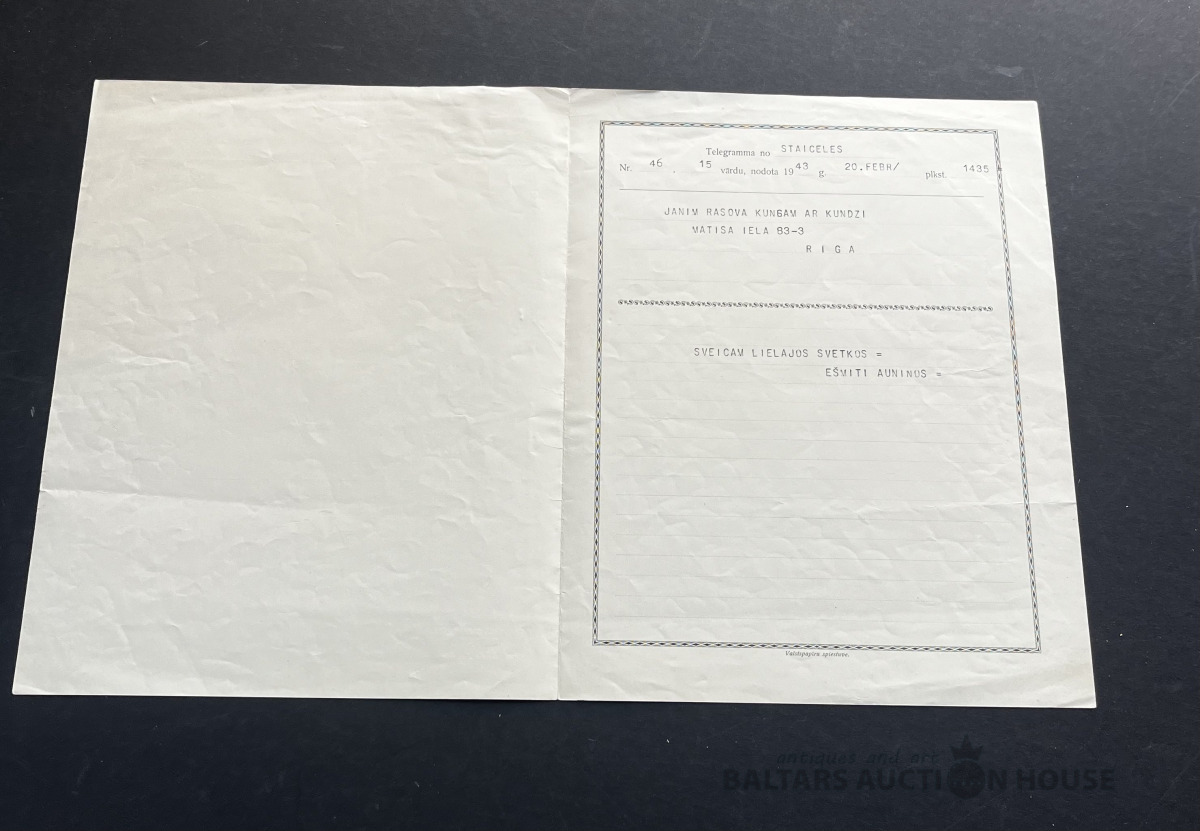 Telegramma no STAICELES
Nr. 46 . 15 vārdu, nodota 1943 g. 20.FEBR/ plkst. 1435
JANIM RASOVA KUNGAM AR KUNDZI
MATISA IELA 83-3
R I G A
SVEICAM LIELAJOS SVETKOS =
EŠMITI AUNINOS =
Valstspapīru spiestuve.
antiques and art
BALTARS AUCTION HOUSE